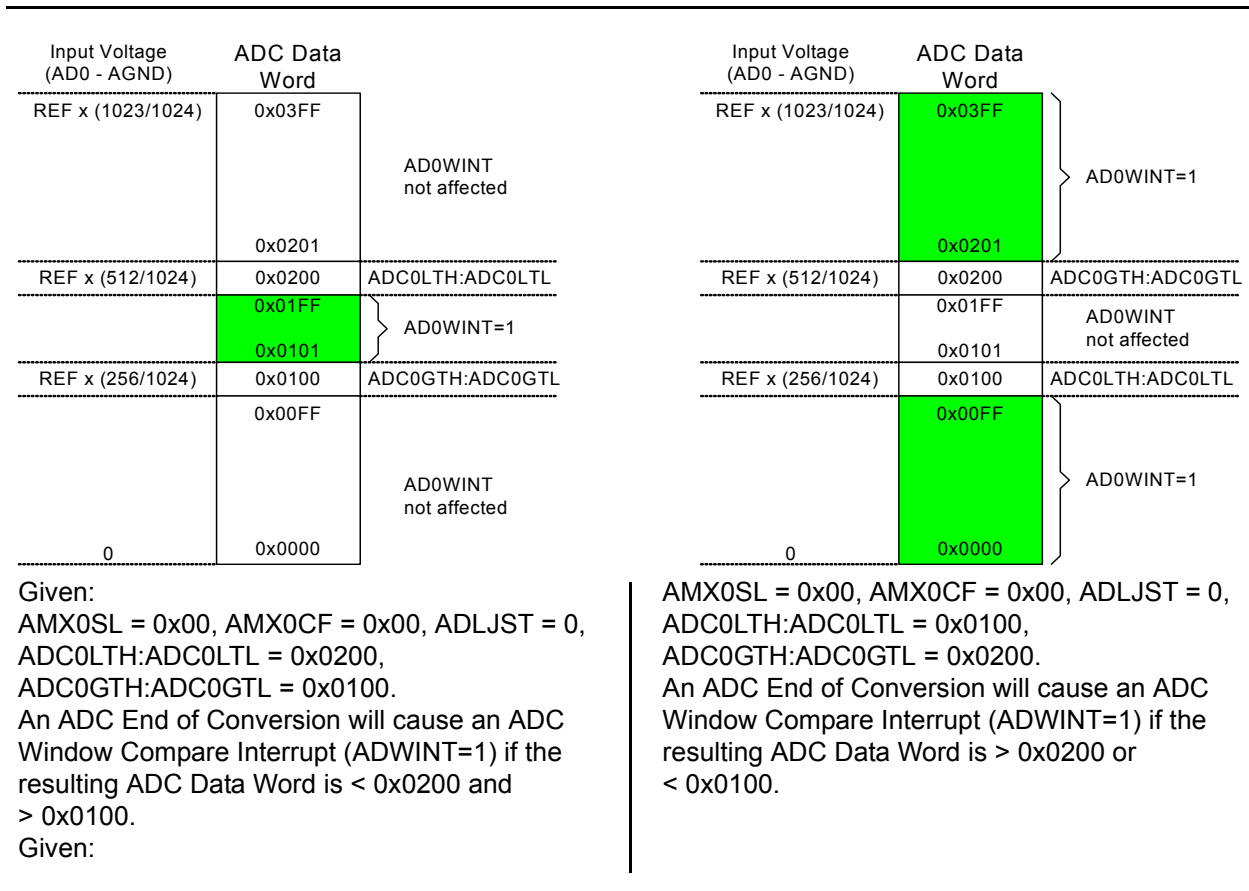 Input Voltage
(AD0 - AGND)
ADC Data
Word
REF x (1023/1024)
0x03FF
AD0WINT
not affected
0x0201
REF x (512/1024)
0x0200
ADC0LTH:ADC0LTL
0x01FF
AD0WINT=1
0x0101
REF x (256/1024)
0x0100
ADC0GTH:ADC0GTL
0x00FF
AD0WINT
not affected
0
0x0000
Given:
AMX0SL = 0x00, AMX0CF = 0x00, ADLJST = 0,
ADC0LTH:ADC0LTL = 0x0200,
ADC0GTH:ADC0GTL = 0x0100.
An ADC End of Conversion will cause an ADC
Window Compare Interrupt (ADWINT=1) if the
resulting ADC Data Word is < 0x0200 and
> 0x0100.
Given:
Input Voltage
(AD0 - AGND)
ADC Data
Word
REF x (1023/1024)
0x03FF
AD0WINT=1
0x0201
REF x (512/1024)
0x0200
ADC0GTH:ADC0GTL
0x01FF
AD0WINT
not affected
0x0101
REF x (256/1024)
0x0100
ADC0LTH:ADC0LTL
0x00FF
AD0WINT=1
0
0x0000
AMX0SL = 0x00, AMX0CF = 0x00, ADLJST = 0,
ADC0LTH:ADC0LTL = 0x0100,
ADC0GTH:ADC0GTL = 0x0200.
An ADC End of Conversion will cause an ADC
Window Compare Interrupt (ADWINT=1) if the
resulting ADC Data Word is > 0x0200 or
< 0x0100.